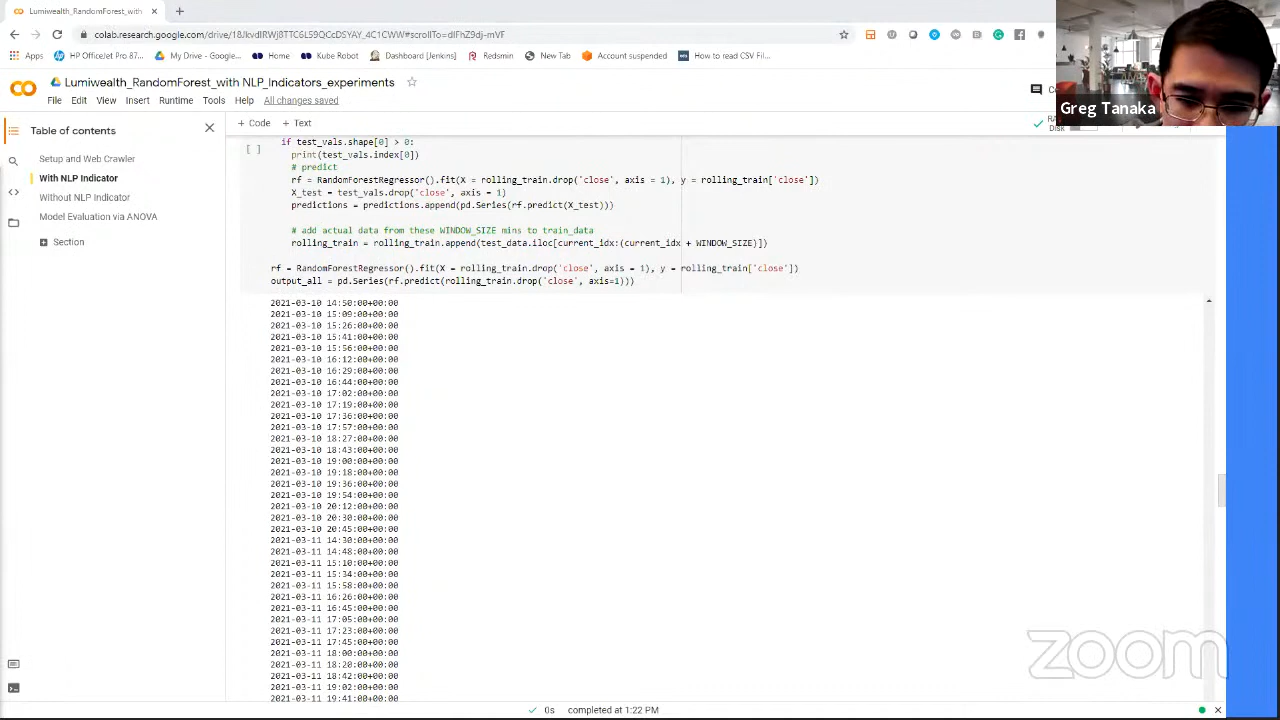 Lumiwealth_RandomForest_with
colab.research.google.com/drive/18JkvdIRWj8TTC6L59QCcDSYAY_4C1CWW#scrollTo=dIFhZ9dj-mVF
Apps
HP OfficeJet Pro 87...
My Drive - Google...
Home
Kube Robot
Dashboard [Jenkins]
Redsmin
New Tab
Account suspended
How to read CSV Fil...
Greg Tanaka
Lumiwealth_RandomForest_with NLP_Indicators_experiments
File Edit View Insert Runtime Tools Help All changes saved
Table of contents
+ Code + Text
Disk
Setup and Web Crawler
With NLP Indicator
Without NLP Indicator
Model Evaluation via ANOVA
Section
[ ]
if test_vals.shape[0] > 0:
print(test_vals.index[0])
# predict
rf = RandomForestRegressor().fit(X = rolling_train.drop('close', axis = 1), y = rolling_train['close'])
X_test = test_vals.drop('close', axis = 1)
predictions = predictions.append(pd.Series(rf.predict(X_test)))
# add actual data from these WINDOW_SIZE mins to train_data
rolling_train = rolling_train.append(test_data.iloc[current_idx:(current_idx + WINDOW_SIZE)])
rf = RandomForestRegressor().fit(X = rolling_train.drop('close', axis = 1), y = rolling_train['close'])
output_all = pd.Series(rf.predict(rolling_train.drop('close', axis=1)))
2021-03-10 14:50:00+00:00
2021-03-10 15:09:00+00:00
2021-03-10 15:26:00+00:00
2021-03-10 15:41:00+00:00
2021-03-10 15:56:00+00:00
2021-03-10 16:12:00+00:00
2021-03-10 16:29:00+00:00
2021-03-10 16:44:00+00:00
2021-03-10 17:02:00+00:00
2021-03-10 17:19:00+00:00
2021-03-10 17:36:00+00:00
2021-03-10 17:57:00+00:00
2021-03-10 18:27:00+00:00
2021-03-10 18:43:00+00:00
2021-03-10 19:00:00+00:00
2021-03-10 19:18:00+00:00
2021-03-10 19:36:00+00:00
2021-03-10 19:54:00+00:00
2021-03-10 20:12:00+00:00
2021-03-10 20:30:00+00:00
2021-03-10 20:45:00+00:00
2021-03-11 14:30:00+00:00
2021-03-11 14:48:00+00:00
2021-03-11 15:10:00+00:00
2021-03-11 15:34:00+00:00
2021-03-11 15:58:00+00:00
2021-03-11 16:26:00+00:00
2021-03-11 16:45:00+00:00
2021-03-11 17:05:00+00:00
2021-03-11 17:23:00+00:00
2021-03-11 17:45:00+00:00
2021-03-11 18:00:00+00:00
2021-03-11 18:20:00+00:00
2021-03-11 18:42:00+00:00
2021-03-11 19:02:00+00:00
2021-03-11 19:41:00+00:00
zoom
0s completed at 1:22 PM